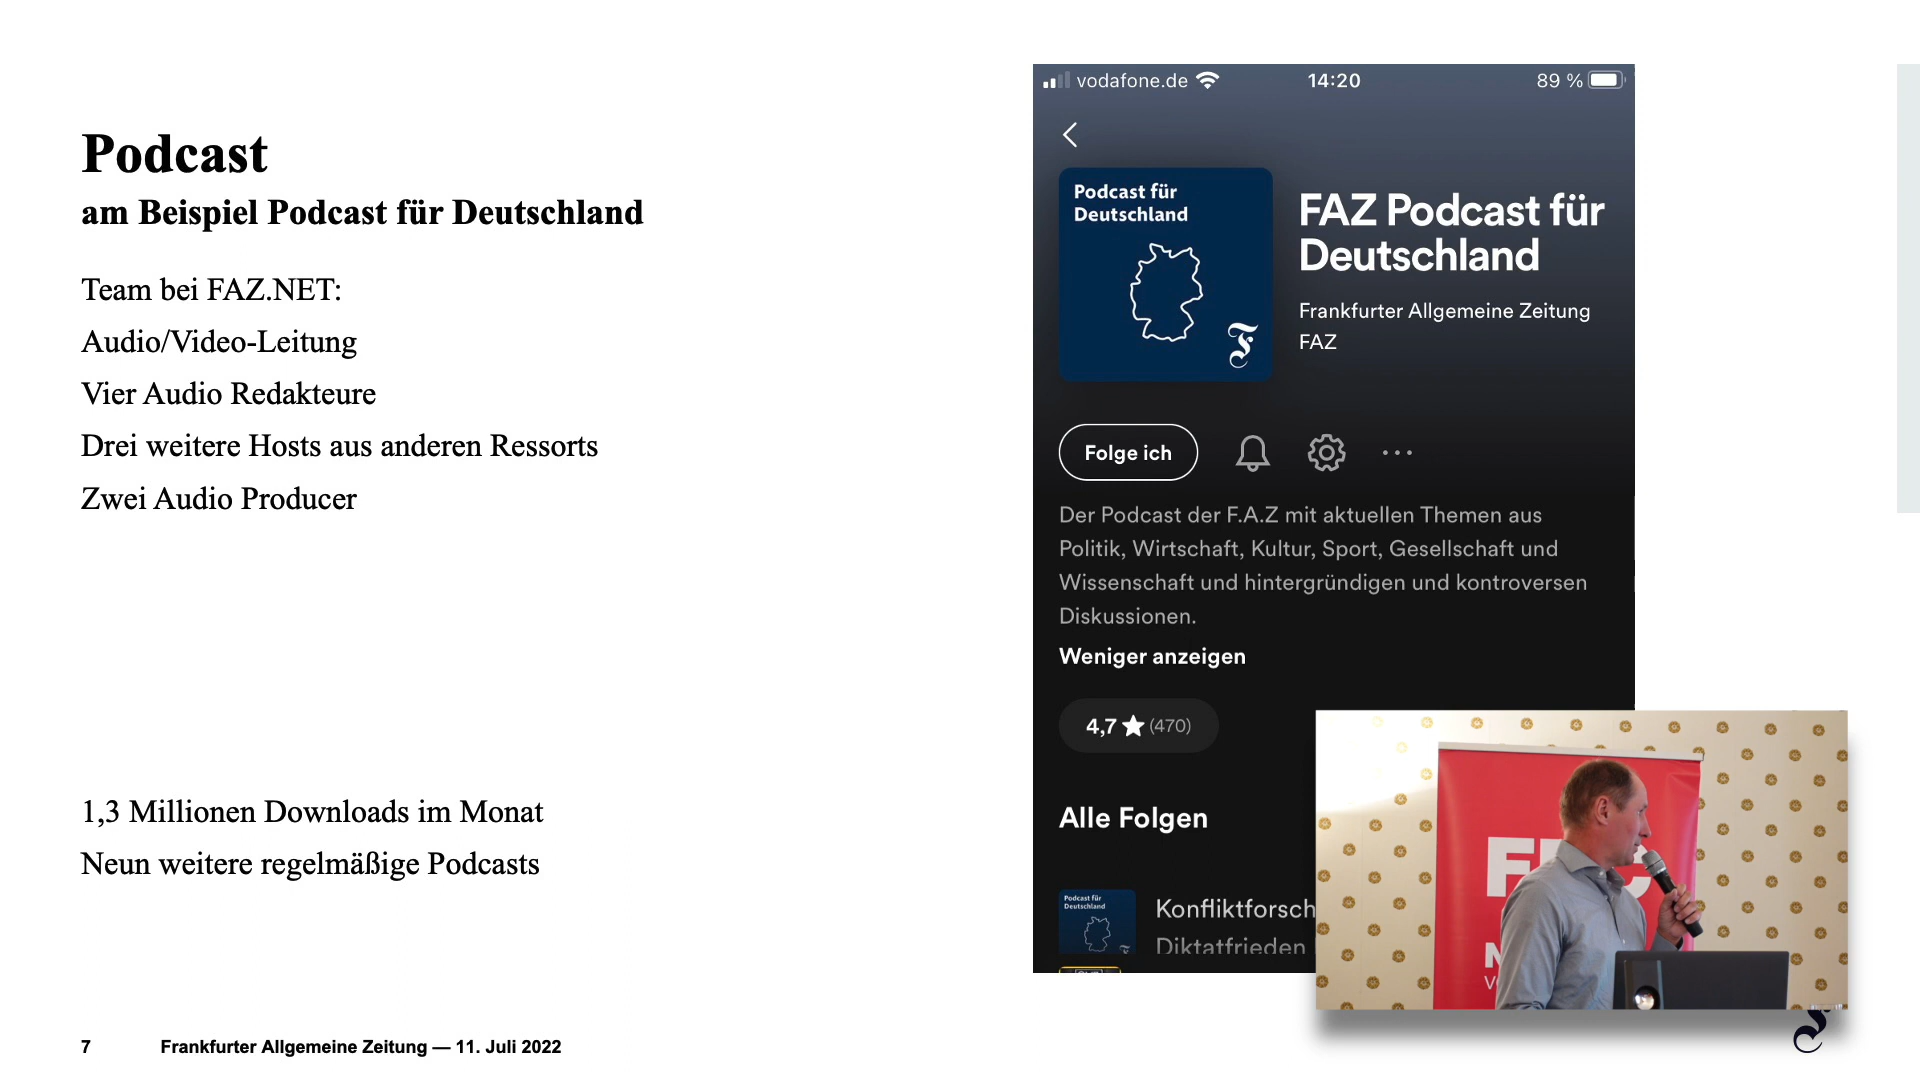 Podcast
am Beispiel Podcast für Deutschland
Team bei FAZ.NET:
Audio/Video-Leitung
Vier Audio Redakteure
Drei weitere Hosts aus anderen Ressorts
Zwei Audio Producer
1,3 Millionen Downloads im Monat
Neun weitere regelmäßige Podcasts
7 Frankfurter Allgemeine Zeitung — 11. Juli 2022
vodafone.de 14:20 89 %
Podcast für
Deutschland
FAZ Podcast für
Deutschland
Frankfurter Allgemeine Zeitung
FAZ
Folge ich
Der Podcast der F.A.Z mit aktuellen Themen aus
Politik, Wirtschaft, Kultur, Sport, Gesellschaft und
Wissenschaft und hintergründigen und kontroversen
Diskussionen.
Weniger anzeigen
4,7 ★ (470)
Alle Folgen
Podcast für
Deutschland
Konfliktforsch
Diktatfrieden